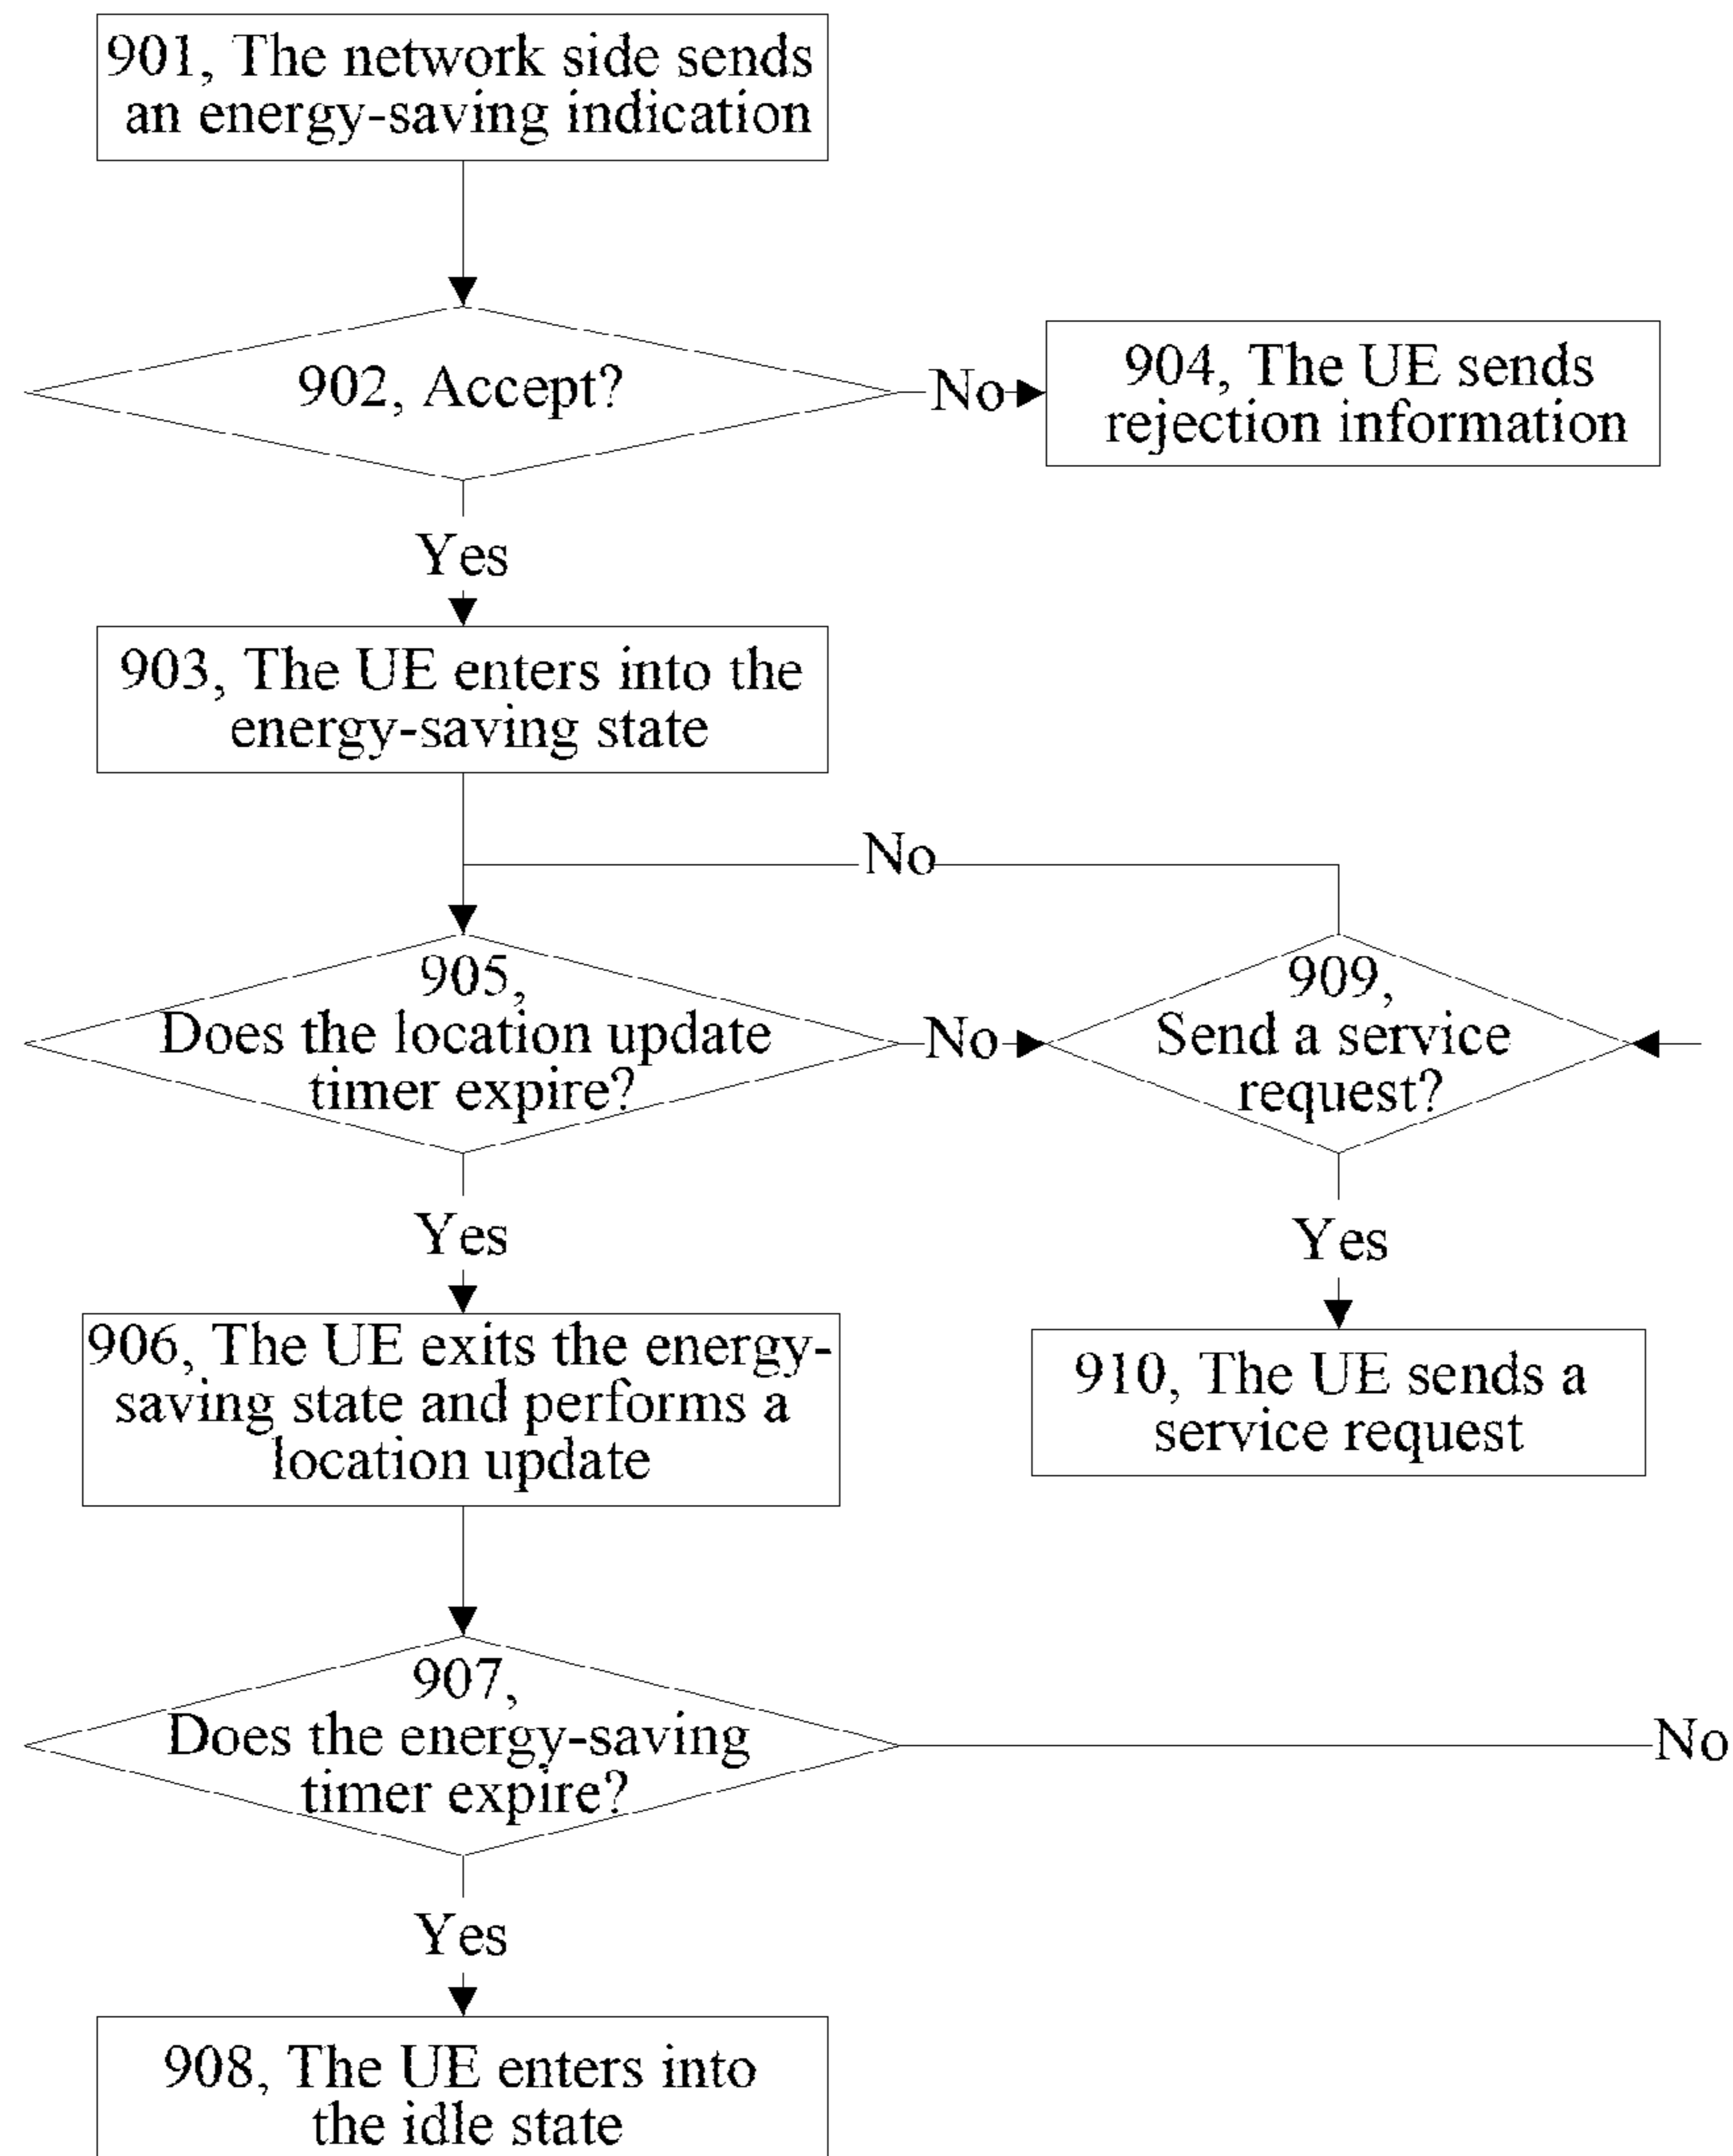 901, The network side sends
an energy-saving indication
902, Accept?
No
904, The UE sends
rejection information
Yes
903, The UE enters into the
energy-saving state
No
905,
Does the location update
timer expire?
No
909,
Send a service
request?
Yes
Yes
906, The UE exits the energy-
saving state and performs a
location update
910, The UE sends a
service request
907,
Does the energy-saving
timer expire?
No
Yes
908, The UE enters into
the idle state